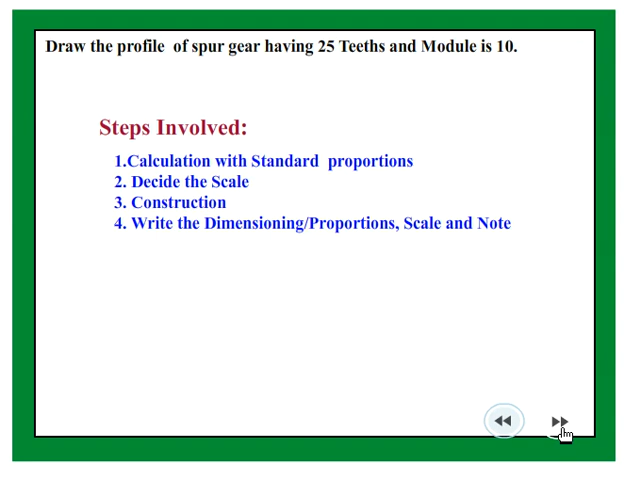 Draw the profile of spur gear having 25 Teeths and Module is 10.
Steps Involved:
1.Calculation with Standard proportions
2. Decide the Scale
3. Construction
4. Write the Dimensioning/Proportions, Scale and Note